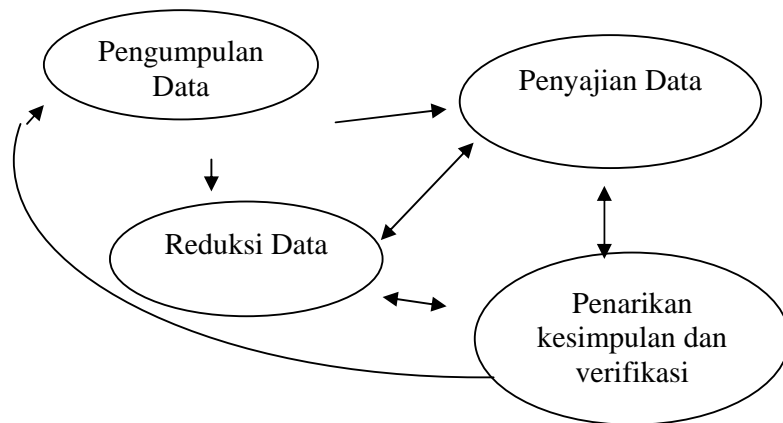 Pengumpulan
Data
Penyajian Data
Reduksi Data
Penarikan
kesimpulan dan
verifikasi